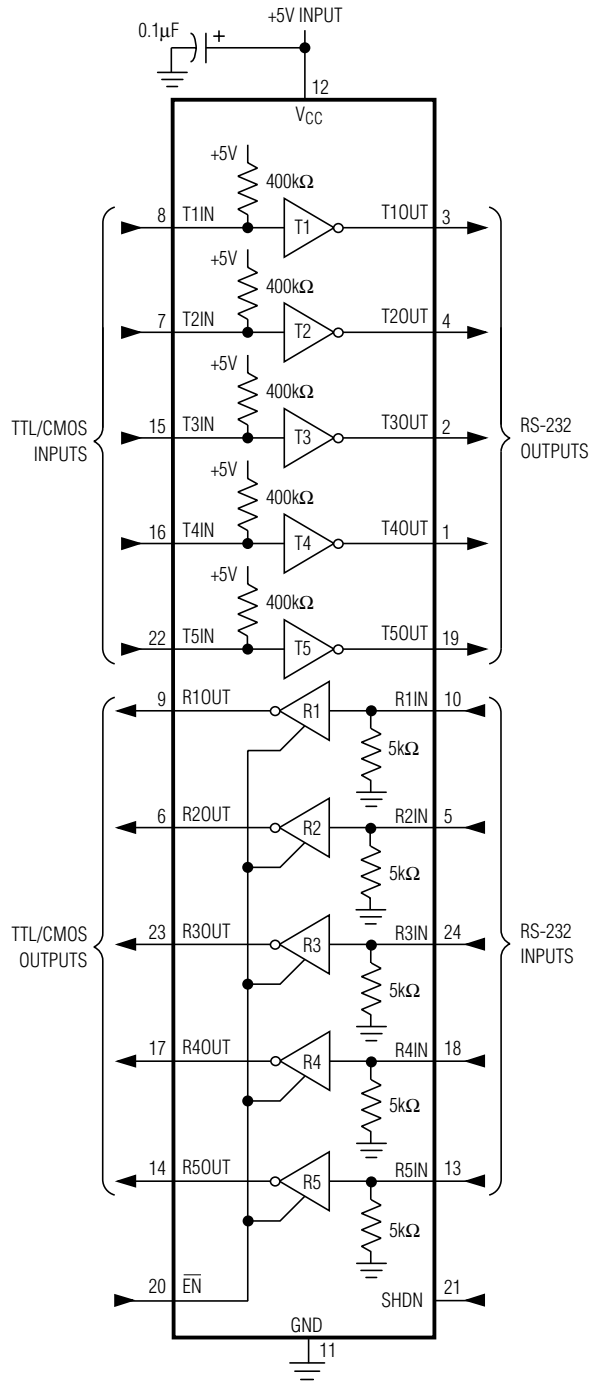 +5V INPUT
0.1μF +
12
VCC
+5V
400kΩ
8 T1IN T1 T1OUT 3
+5V
400kΩ
7 T2IN T2 T2OUT 4
+5V
400kΩ
TTL/CMOS
INPUTS
15 T3IN T3 T3OUT 2
RS-232
OUTPUTS
+5V
400kΩ
16 T4IN T4 T4OUT 1
+5V
400kΩ
22 T5IN T5 T5OUT 19
9 R1OUT R1 R1IN 10
5kΩ
6 R2OUT R2 R2IN 5
5kΩ
TTL/CMOS
OUTPUTS
23 R3OUT R3 R3IN 24
RS-232
INPUTS
5kΩ
17 R4OUT R4 R4IN 18
5kΩ
14 R5OUT R5 R5IN 13
5kΩ
20 E̅N̅ SHDN 21
GND
11